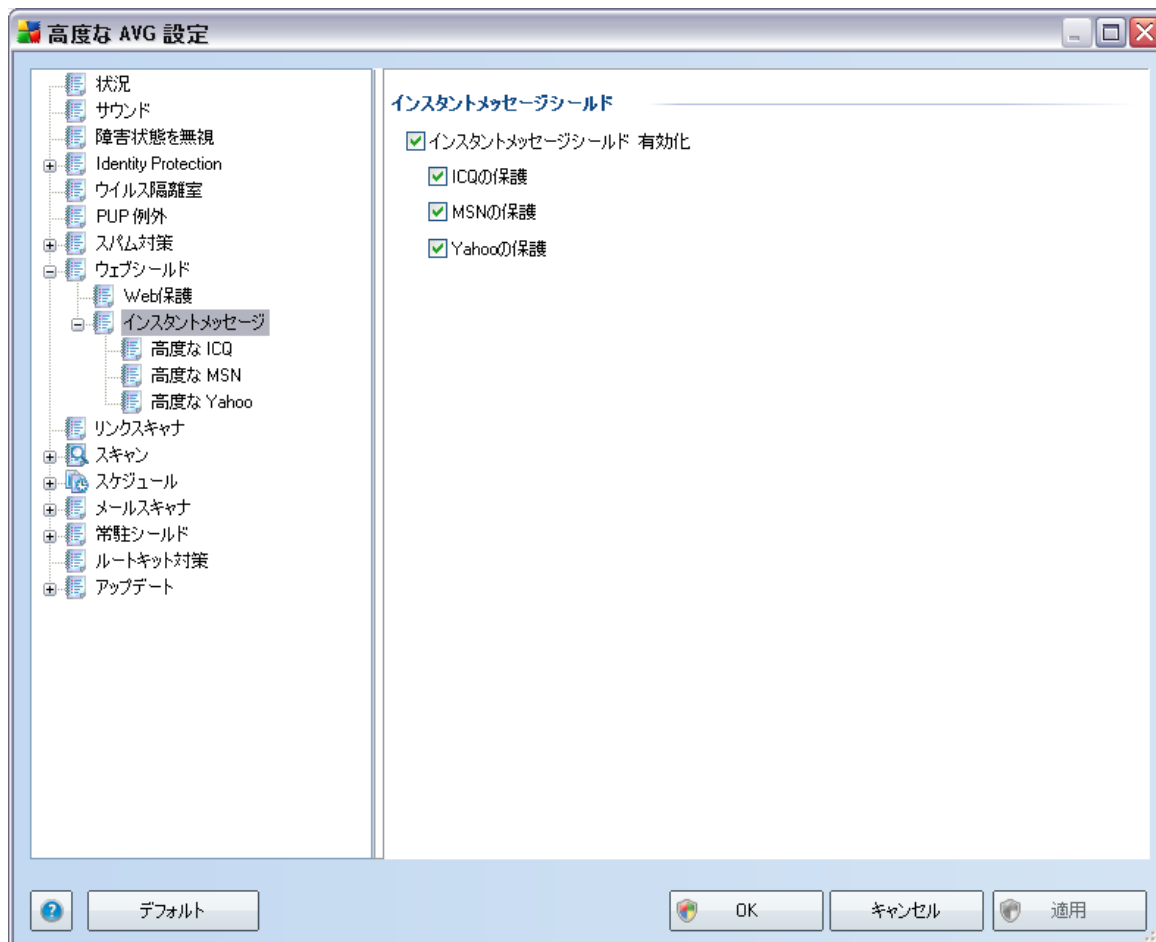 高度な AVG 設定
状況
サウンド
障害状態を無視
Identity Protection
ウイルス隔離室
PUP 例外
スパム対策
ウェブシールド
Web保護
インスタントメッセージ
高度な ICQ
高度な MSN
高度な Yahoo
リンクスキャナ
スキャン
スケジュール
メールスキャナ
常駐シールド
ルートキット対策
アップデート
インスタントメッセージシールド
インスタントメッセージシールド 有効化
ICQの保護
MSNの保護
Yahooの保護
デフォルト
OK
キャンセル
適用